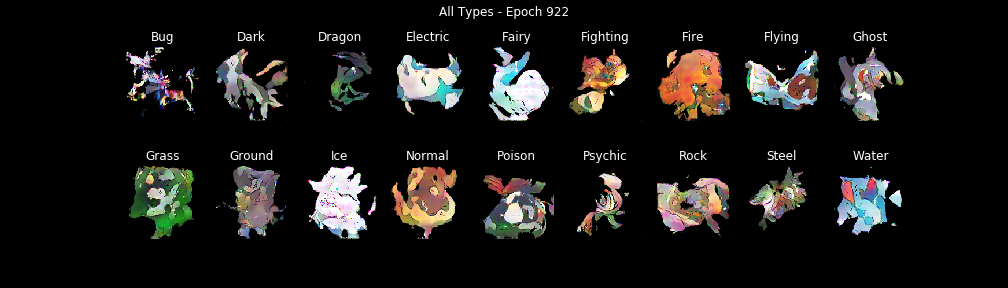 All Types - Epoch 922
Bug Dark Dragon Electric Fairy Fighting Fire Flying Ghost
Grass Ground Ice Normal Poison Psychic Rock Steel Water